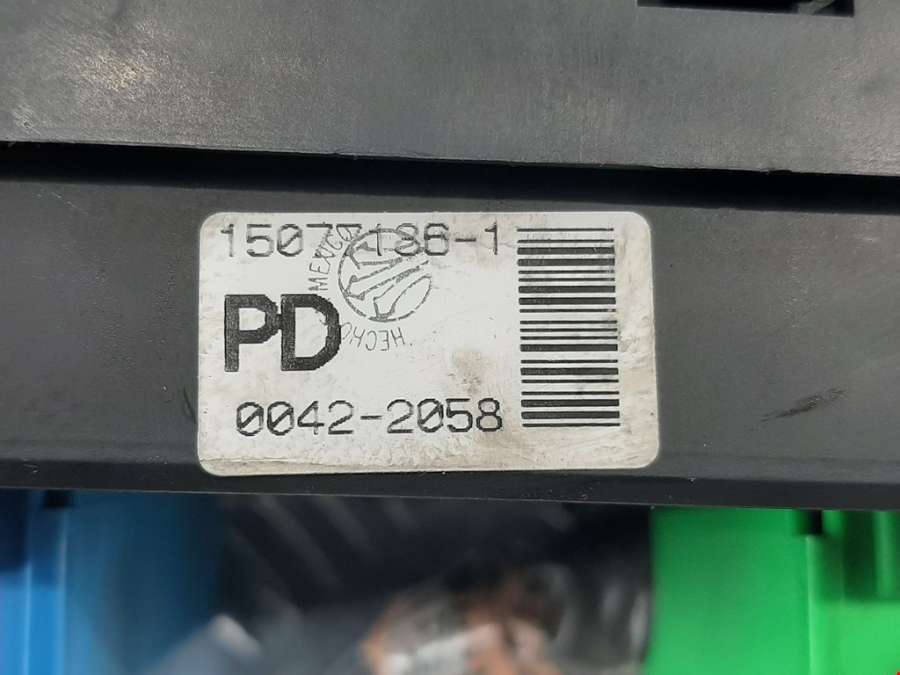 15077186-1
MEXICO
PD
HECHO
0042-2058